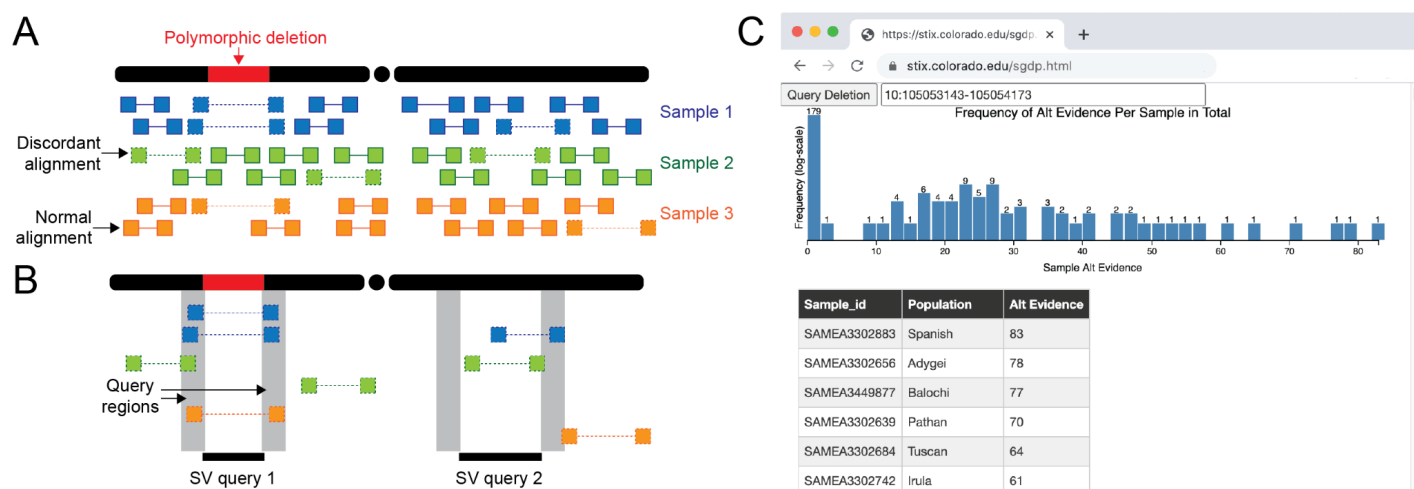 A
Polymorphic deletion
Sample 1
Discordant
alignment
Sample 2
Normal
alignment
Sample 3
B
Query
regions
SV query 1
SV query 2
C
https://stix.colorado.edu/sgdp.
stix.colorado.edu/sgdp.html
Query Deletion
10:105053143-105054173
Frequency of Alt Evidence Per Sample in Total
Frequency (log-scale)
179 1 1 1 4 1 6 4 4 9 5 9 2 3 3 2 1 2 2 2 1 1 1 1 1 1 1 1 1 1
0 10 20 30 40 50 60 70 80
Sample Alt Evidence
Sample_id Population Alt Evidence
SAMEA3302883 Spanish 83
SAMEA3302656 Adygei 78
SAMEA3449877 Balochi 77
SAMEA3302639 Pathan 70
SAMEA3302684 Tuscan 64
SAMEA3302742 Irula 61